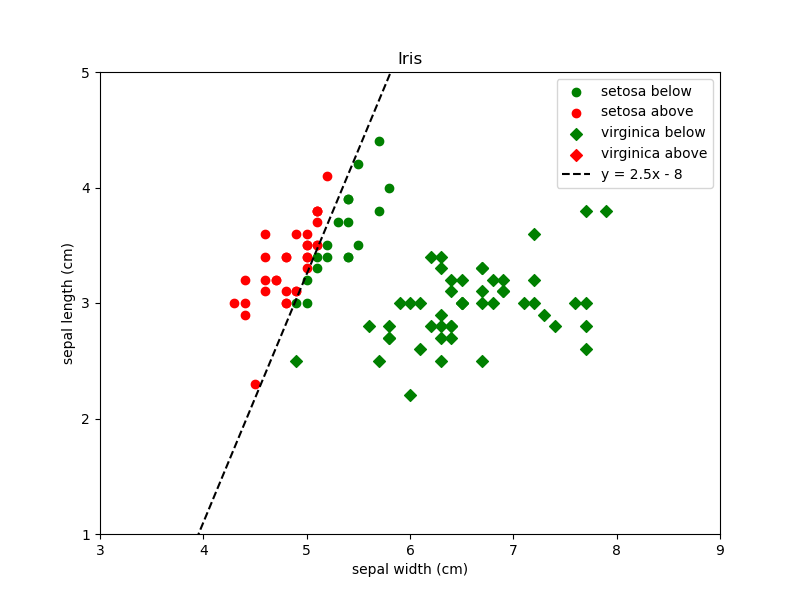 Iris
setosa below
setosa above
virginica below
virginica above
y = 2.5x - 8
sepal length (cm)
5
4
3
2
1
3 4 5 6 7 8 9
sepal width (cm)